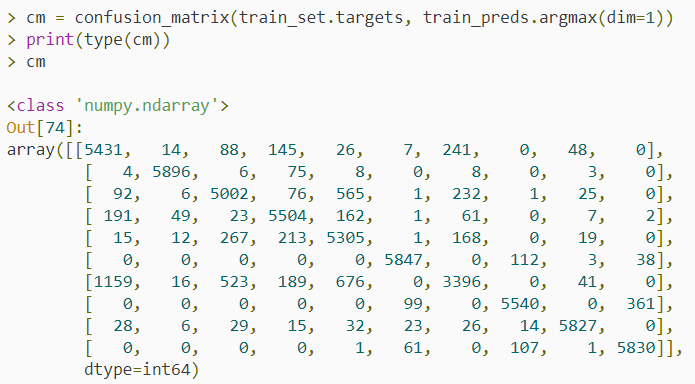 > cm = confusion_matrix(train_set.targets, train_preds.argmax(dim=1))
> print(type(cm))
> cm
<class 'numpy.ndarray'>
Out[74]:
array([[5431,   14,   88,  145,   26,    7,  241,    0,   48,    0],
       [   4, 5896,    6,   75,    8,    0,    8,    0,    3,    0],
       [  92,    6, 5002,   76,  565,    1,  232,    1,   25,    0],
       [ 191,   49,   23, 5504,  162,    1,   61,    0,    7,    2],
       [  15,   12,  267,  213, 5305,    1,  168,    0,   19,    0],
       [   0,    0,    0,    0,    0, 5847,    0,  112,    3,   38],
       [1159,   16,  523,  189,  676,    0, 3396,    0,   41,    0],
       [   0,    0,    0,    0,    0,   99,    0, 5540,    0,  361],
       [  28,    6,   29,   15,   32,   23,   26,   14, 5827,    0],
       [   0,    0,    0,    0,    1,   61,    0,  107,    1, 5830]],
      dtype=int64)